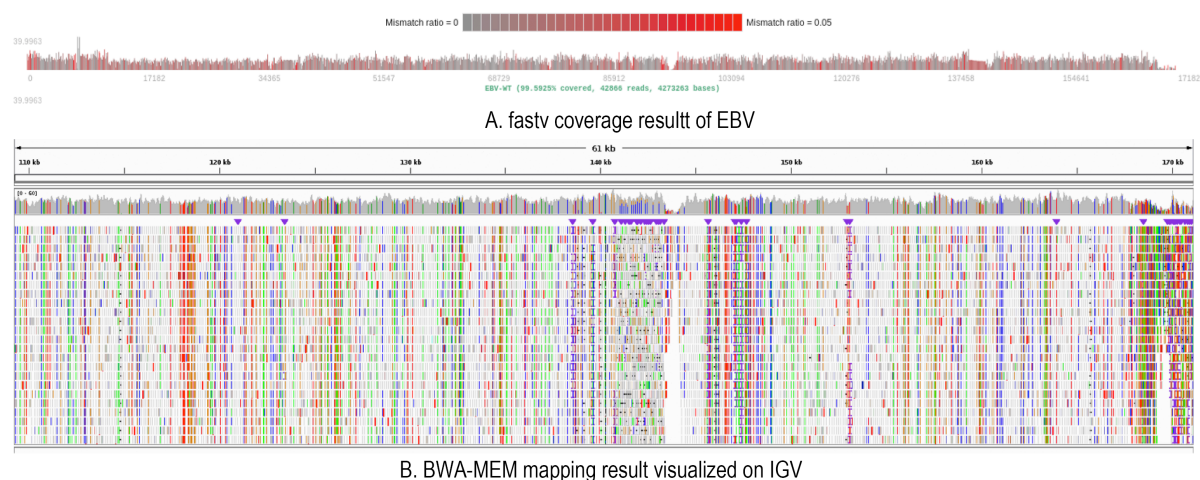 Mismatch ratio = 0 Mismatch ratio = 0.05
39.9963
0 17182 34365 51547 68729 85912 103094 120276 137458 154641 17182
EBV-WT (99.5925% covered, 42866 reads, 4273263 bases)
39.9963
A. fastv coverage resultt of EBV
61 kb
110 kb 120 kb 130 kb 140 kb 150 kb 160 kb 170 kb
[0 - 60]
B. BWA-MEM mapping result visualized on IGV